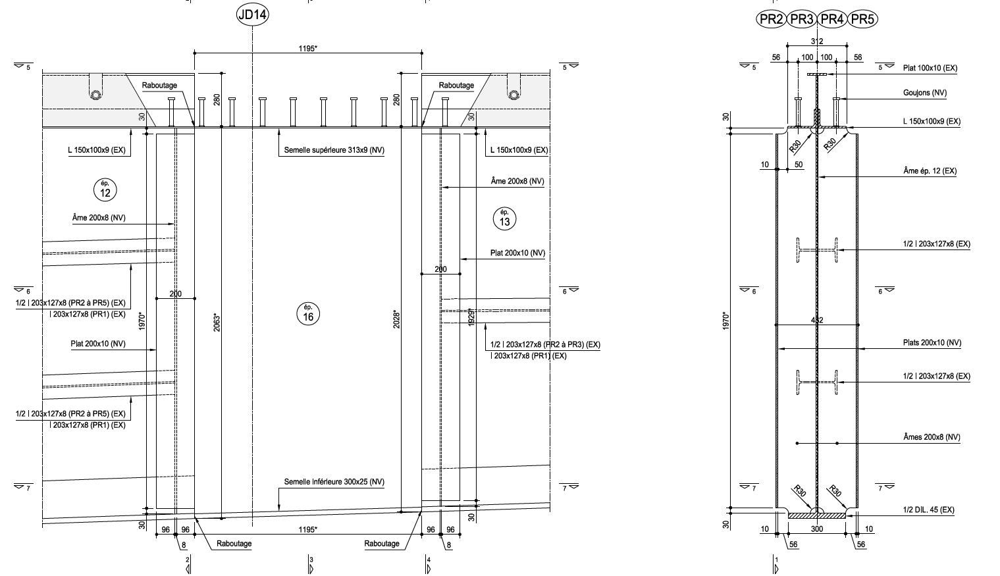 JD14
PR2 PR3 PR4 PR5
1195*
312
56 100 100 56
5
5
5
5
Plat 100x10 (EX)
Raboutage
280
280
Raboutage
Goujons (NV)
30
30
30
L 150x100x9 (EX)
L 150x100x9 (EX)
Semelle supérieure 313x9 (NV)
L 150x100x9 (EX)
R30
R30
10
50
Âme ép. 12 (EX)
ép.
12
Âme 200x8 (NV)
Âme 200x8 (NV)
ép.
13
1/2 I 203x127x8 (EX)
Plat 200x10 (NV)
200
200
6
6
6
6
1/2 I 203x127x8 (PR2 à PR5) (EX)
I 203x127x8 (PR1) (EX)
ép.
16
1970*
2063*
2028*
1929*
1970*
432
Plat 200x10 (NV)
1/2 I 203x127x8 (PR2 à PR3) (EX)
I 203x127x8 (PR1) (EX)
Plats 200x10 (NV)
1/2 I 203x127x8 (EX)
1/2 I 203x127x8 (PR2 à PR5) (EX)
I 203x127x8 (PR1) (EX)
Âmes 200x8 (NV)
Semelle Inférieure 300x25 (NV)
7
7
7
7
R30
R30
1/2 DIL. 45 (EX)
30
30
30
96 96
1195*
96 96
10
300
10
8
Raboutage
Raboutage
8
56
56
2
3
4
1